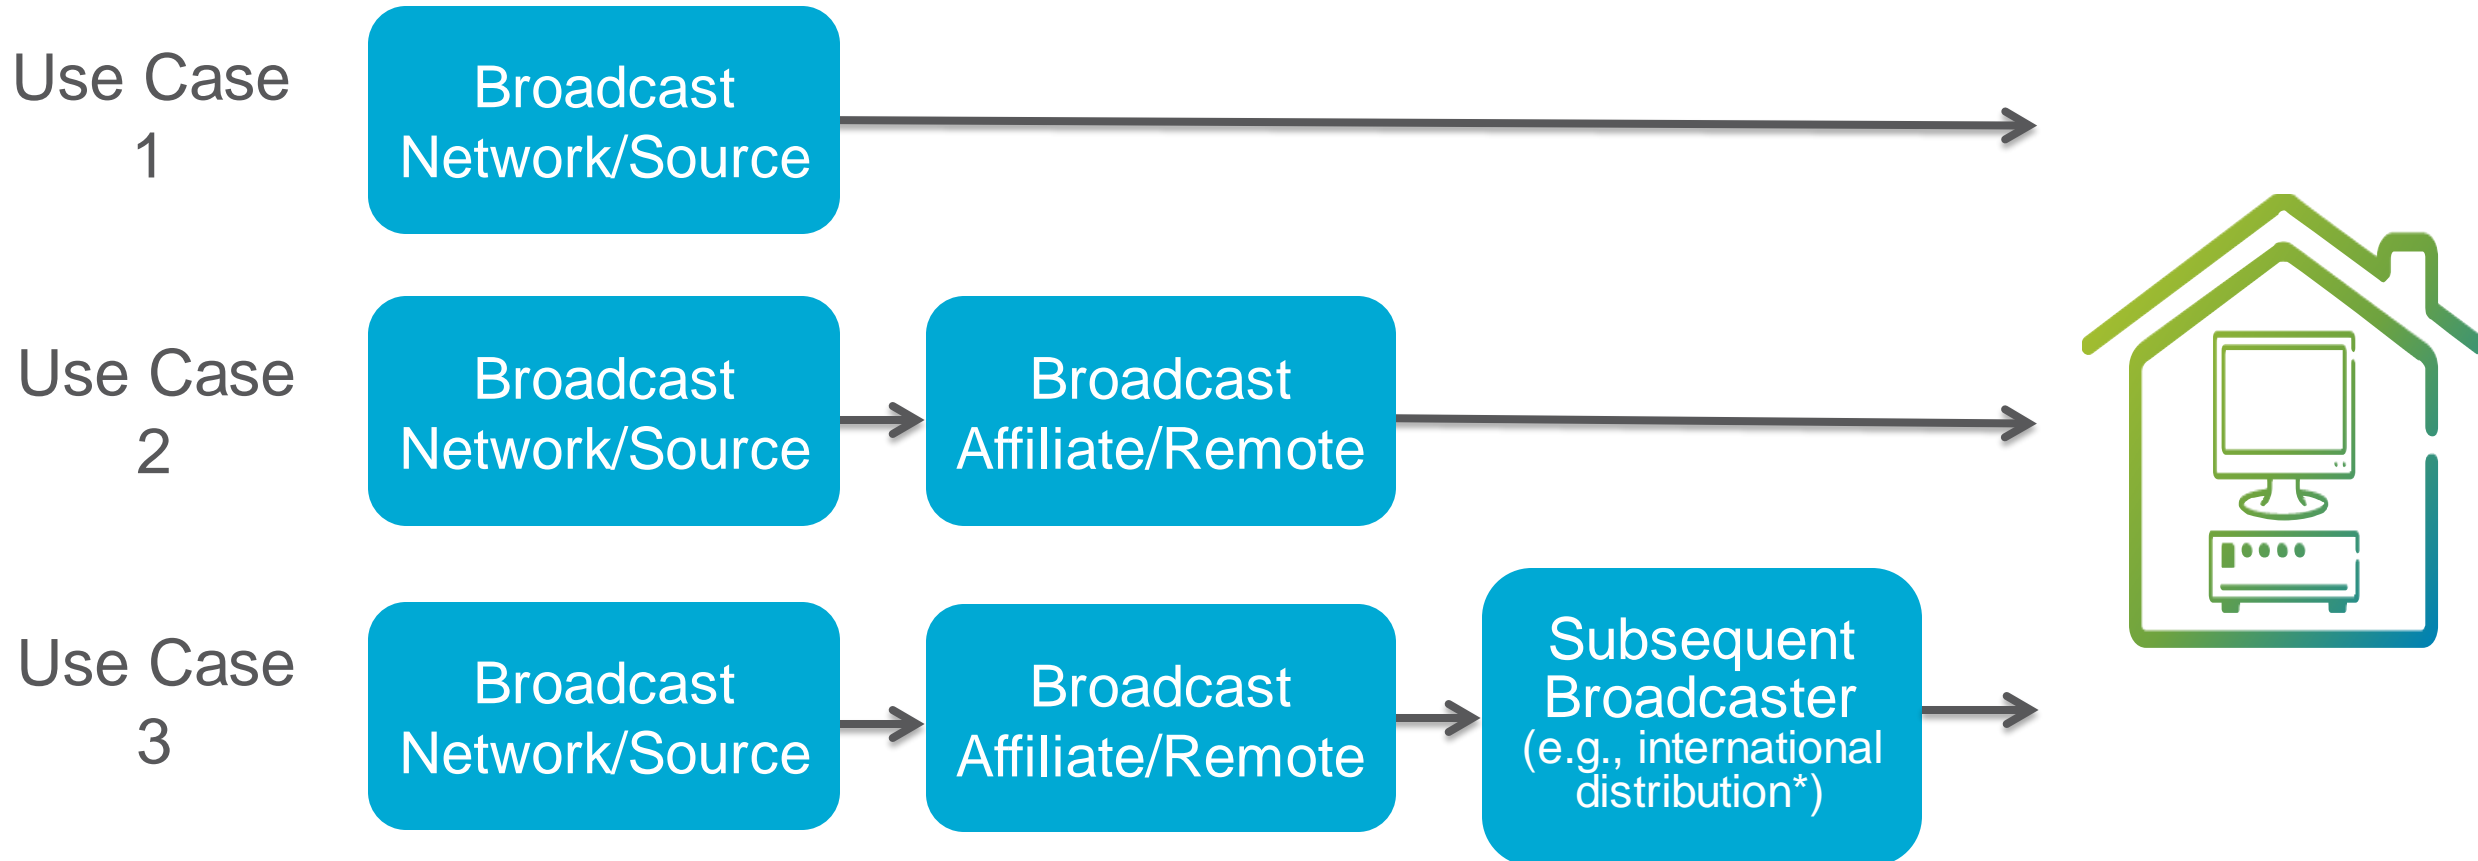 Use Case
1
Broadcast
Network/Source
Use Case
2
Broadcast
Network/Source
Broadcast
Affiliate/Remote
Use Case
3
Broadcast
Network/Source
Broadcast
Affiliate/Remote
Subsequent
Broadcaster
(e.g., international
distribution*)